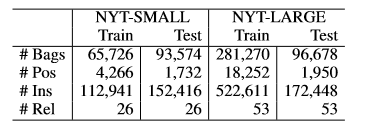 NYT-SMALL NYT-LARGE
Train Test Train Test
# Bags 65,726 93,574 281,270 96,678
# Pos 4,266 1,732 18,252 1,950
# Ins 112,941 152,416 522,611 172,448
# Rel 26 26 53 53